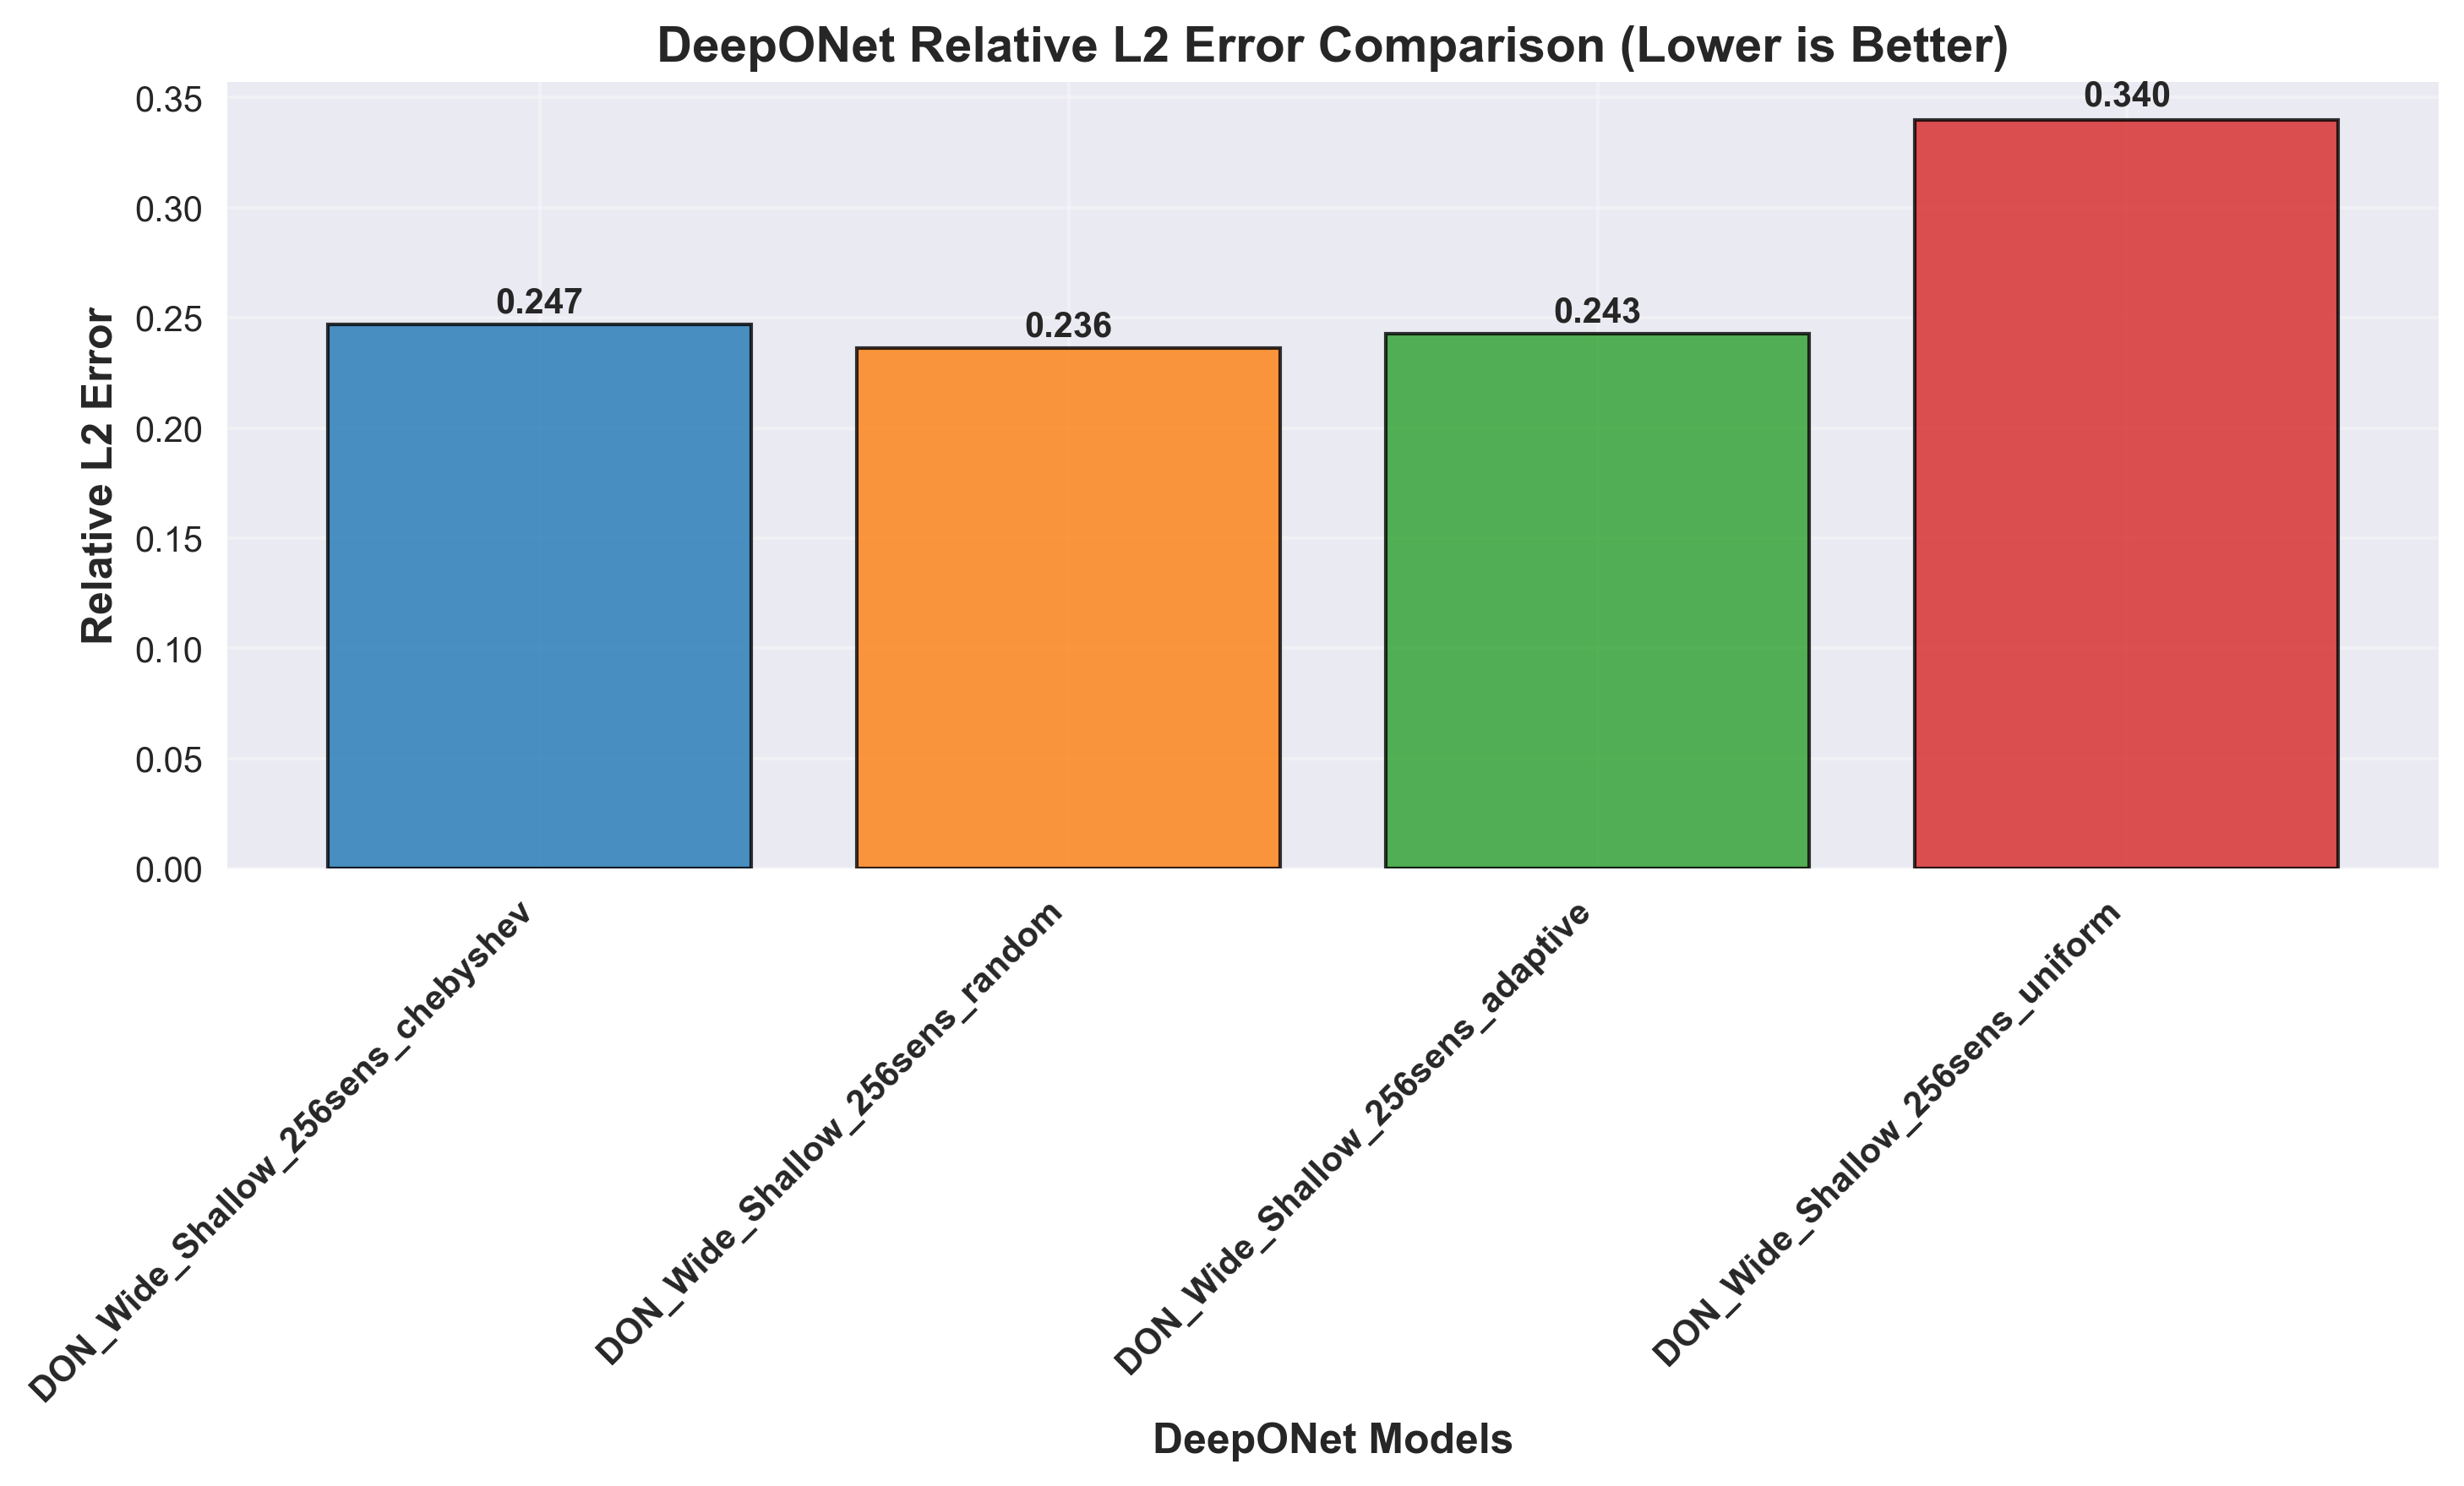 DeepONet Relative L2 Error Comparison (Lower is Better)
Relative L2 Error
0.35
0.30
0.25
0.20
0.15
0.10
0.05
0.00
0.247
0.236
0.243
0.340
DON_Wide_Shallow_256sens_chebyshev
DON_Wide_Shallow_256sens_random
DON_Wide_Shallow_256sens_adaptive
DON_Wide_Shallow_256sens_uniform
DeepONet Models